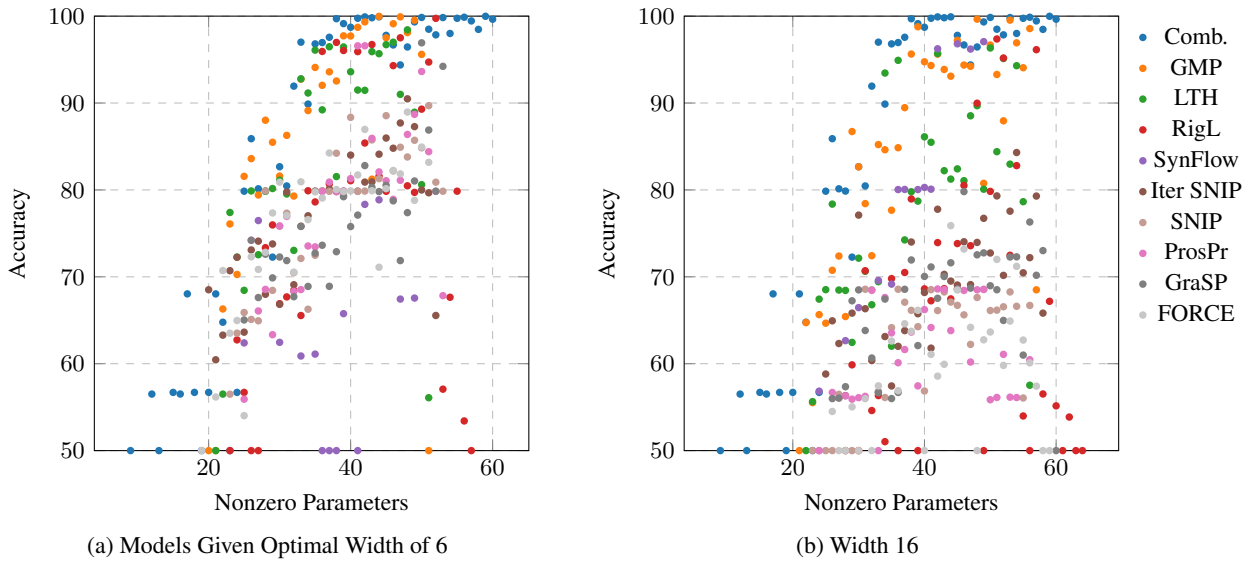 100
90
80
70
60
50
20
40
60
Accuracy
Nonzero Parameters
(a) Models Given Optimal Width of 6
100
90
80
70
60
50
20
40
60
Accuracy
Nonzero Parameters
(b) Width 16
Comb.
GMP
LTH
RigL
SynFlow
Iter SNIP
SNIP
ProsPr
GraSP
FORCE